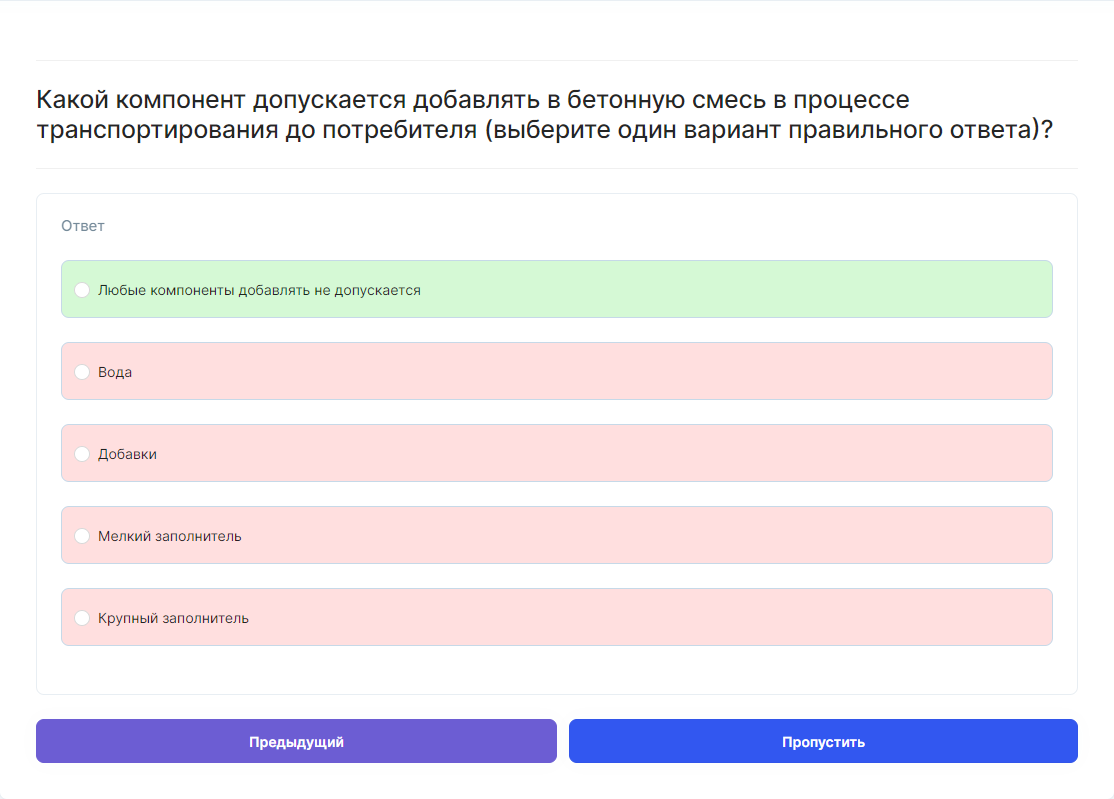 Какой компонент допускается добавлять в бетонную смесь в процессе
транспортирования до потребителя (выберите один вариант правильного ответа)?
Ответ
Любые компоненты добавлять не допускается
Вода
Добавки
Мелкий заполнитель
Крупный заполнитель
Предыдущий
Пропустить